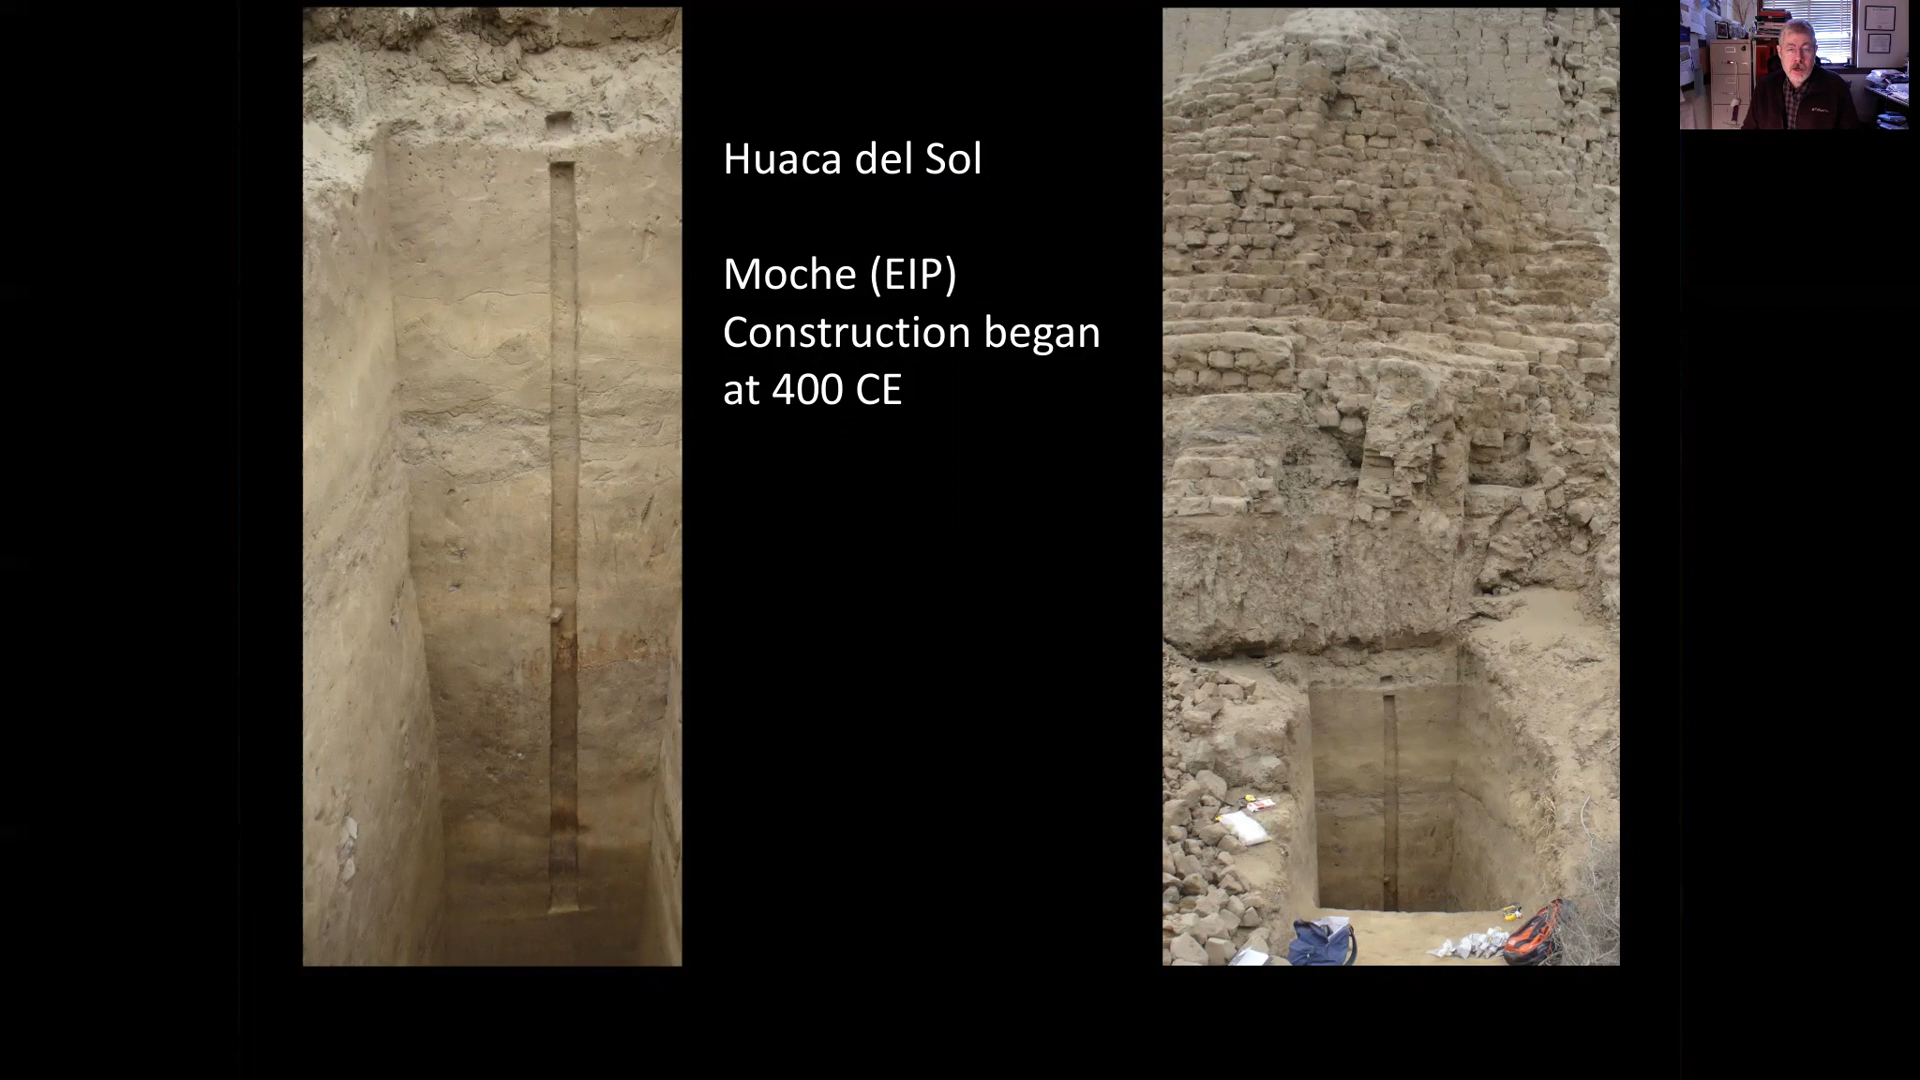 Huaca del Sol
Moche (EIP)
Construction began
at 400 CE